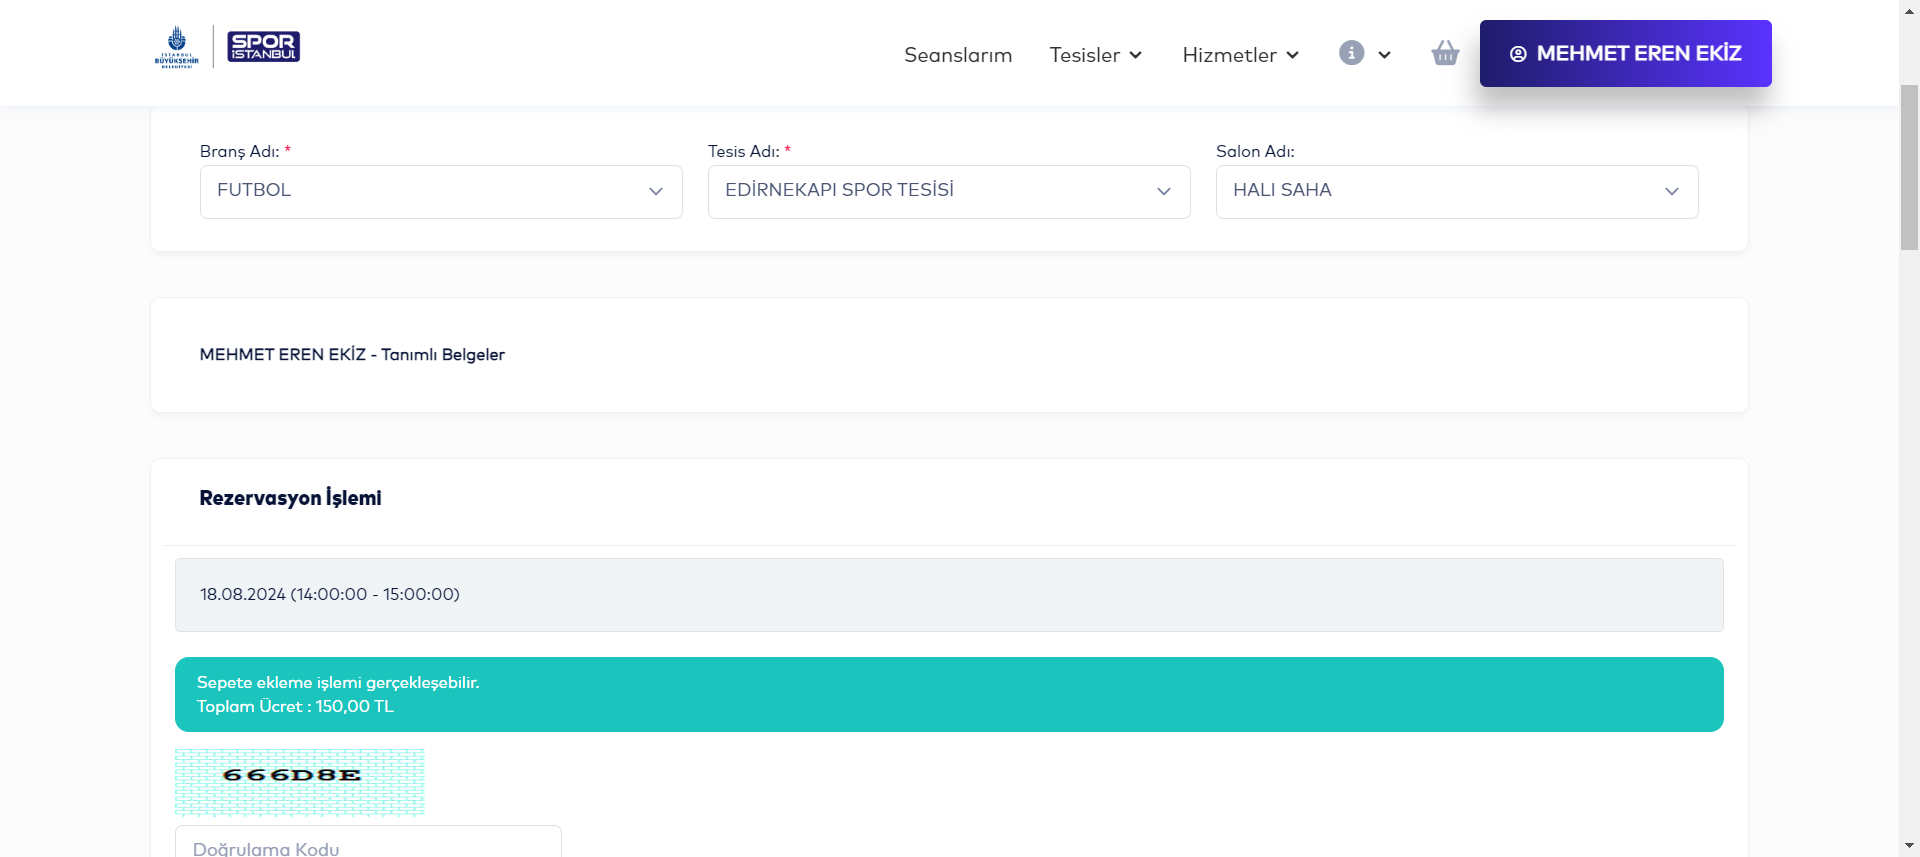 İSTANBUL
BÜYÜKŞEHİR
BELEDİYESİ
SPOR
İSTANBUL
Seanslarım
Tesisler
Hizmetler
MEHMET EREN EKİZ
Branş Adı: *
Tesis Adı: *
Salon Adı:
FUTBOL
EDİRNEKAPI SPOR TESİSİ
HALI SAHA
MEHMET EREN EKİZ - Tanımlı Belgeler
Rezervasyon İşlemi
18.08.2024 (14:00:00 - 15:00:00)
Sepete ekleme işlemi gerçekleşebilir.
Toplam Ücret : 150,00 TL
666D8E
Doğrulama Kodu